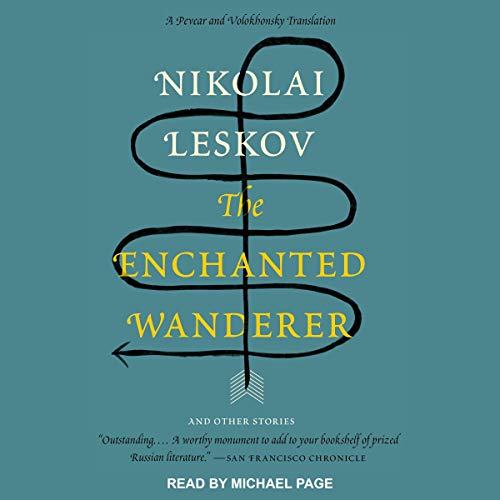 A Pevear and Volokhonsky Translation
NIKOLAI
LESKOV
The
ENCHANTED
WANDERER
AND OTHER STORIES
“Outstanding.... A worthy monument to add to your bookshelf of prized
Russian literature.” —SAN FRANCISCO CHRONICLE
READ BY MICHAEL PAGE